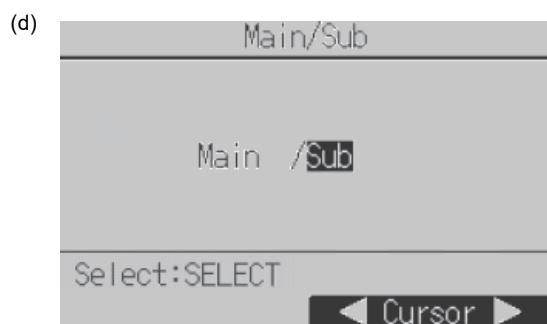 (d)
Main/Sub
Main /Sub
Select:SELECT
◀ Cursor ▶